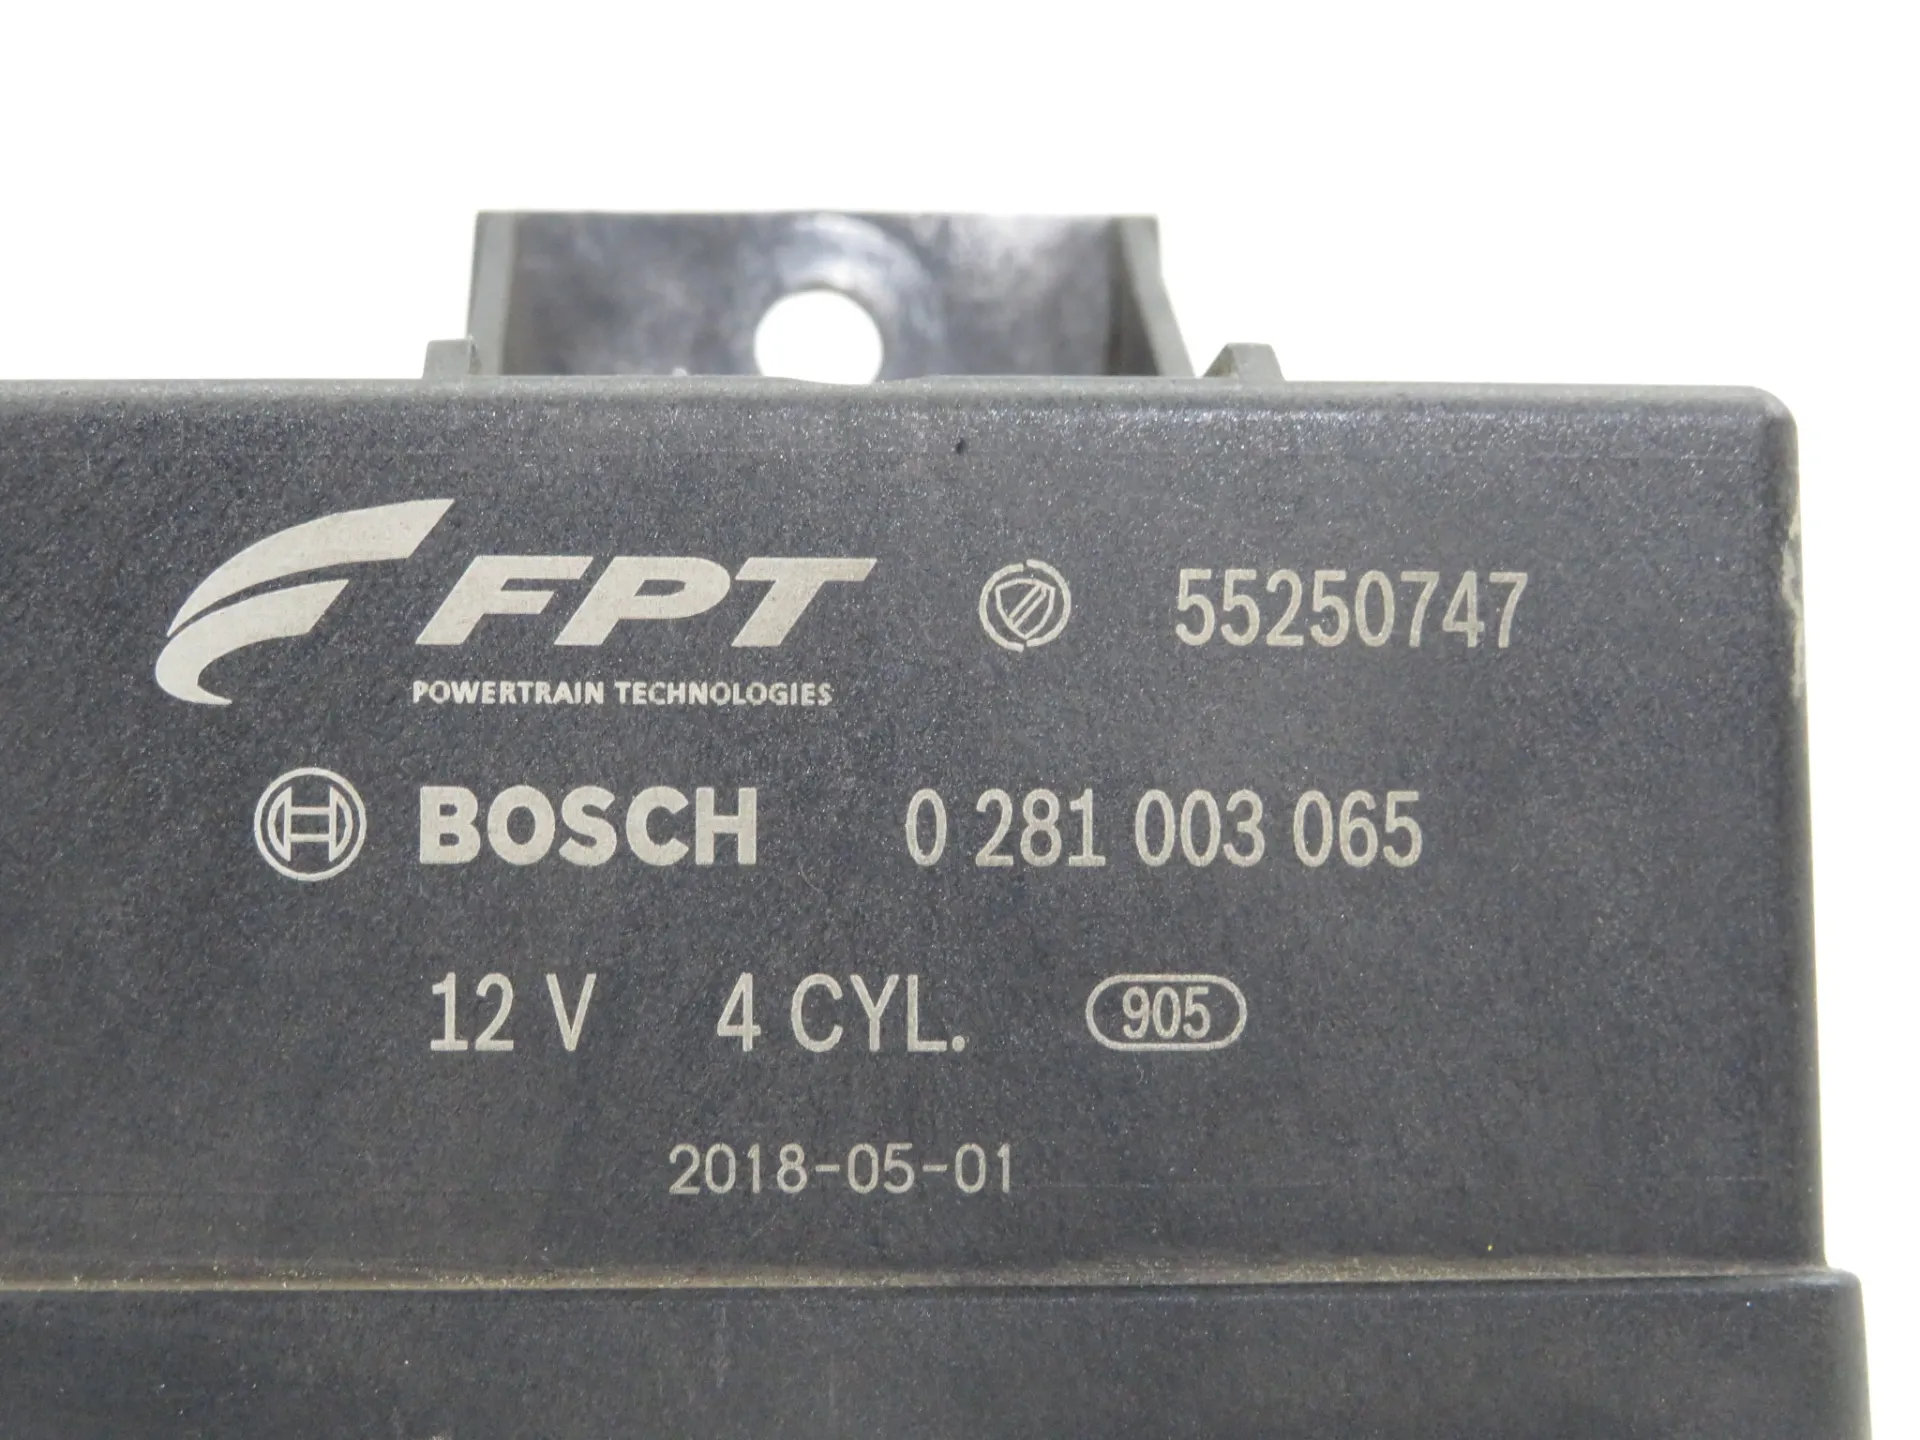 FPT 55250747
POWERTRAIN TECHNOLOGIES
BOSCH 0 281 003 065
12 V 4 CYL. 905
2018-05-01